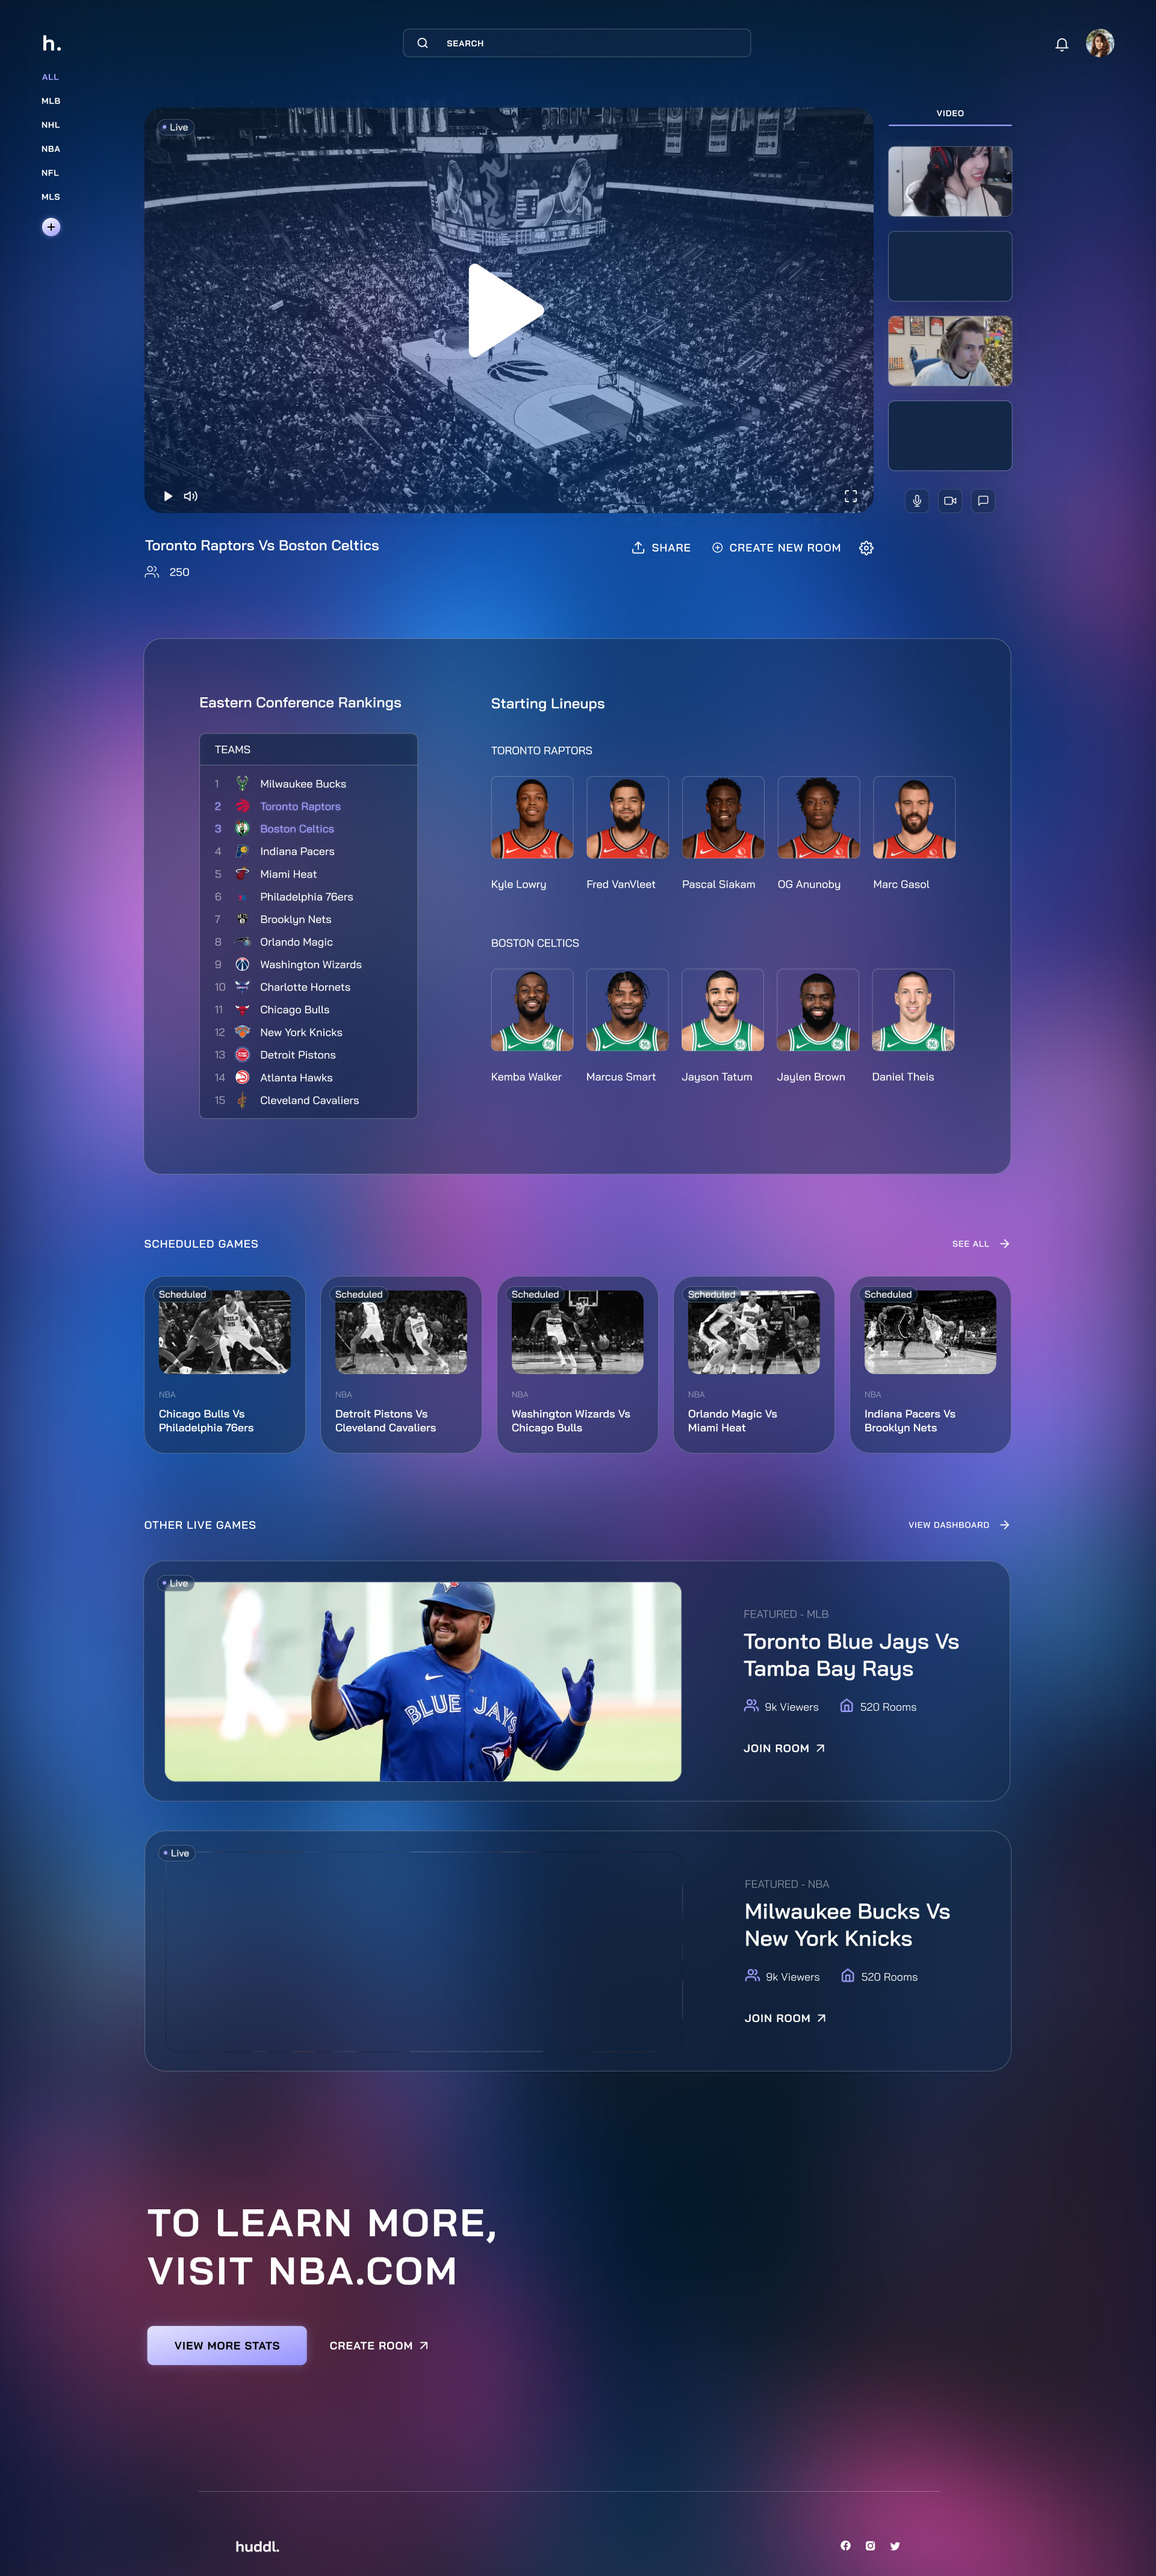 h.
SEARCH
ALL
MLB
NHL
NBA
NFL
MLS
Live
VIDEO
Toronto Raptors Vs Boston Celtics
250
SHARE
CREATE NEW ROOM
Eastern Conference Rankings
TEAMS
1 Milwaukee Bucks
2 Toronto Raptors
3 Boston Celtics
4 Indiana Pacers
5 Miami Heat
6 Philadelphia 76ers
7 Brooklyn Nets
8 Orlando Magic
9 Washington Wizards
10 Charlotte Hornets
11 Chicago Bulls
12 New York Knicks
13 Detroit Pistons
14 Atlanta Hawks
15 Cleveland Cavaliers
Starting Lineups
TORONTO RAPTORS
Kyle Lowry
Fred VanVleet
Pascal Siakam
OG Anunoby
Marc Gasol
BOSTON CELTICS
Kemba Walker
Marcus Smart
Jayson Tatum
Jaylen Brown
Daniel Theis
SCHEDULED GAMES
SEE ALL
Scheduled
NBA
Chicago Bulls Vs
Philadelphia 76ers
Scheduled
NBA
Detroit Pistons Vs
Cleveland Cavaliers
Scheduled
NBA
Washington Wizards Vs
Chicago Bulls
Scheduled
NBA
Orlando Magic Vs
Miami Heat
Scheduled
NBA
Indiana Pacers Vs
Brooklyn Nets
OTHER LIVE GAMES
VIEW DASHBOARD
Live
BLUE JAYS
FEATURED - MLB
Toronto Blue Jays Vs
Tamba Bay Rays
9k Viewers
520 Rooms
JOIN ROOM
Live
FEATURED - NBA
Milwaukee Bucks Vs
New York Knicks
9k Viewers
520 Rooms
JOIN ROOM
TO LEARN MORE,
VISIT NBA.COM
VIEW MORE STATS
CREATE ROOM
huddl.